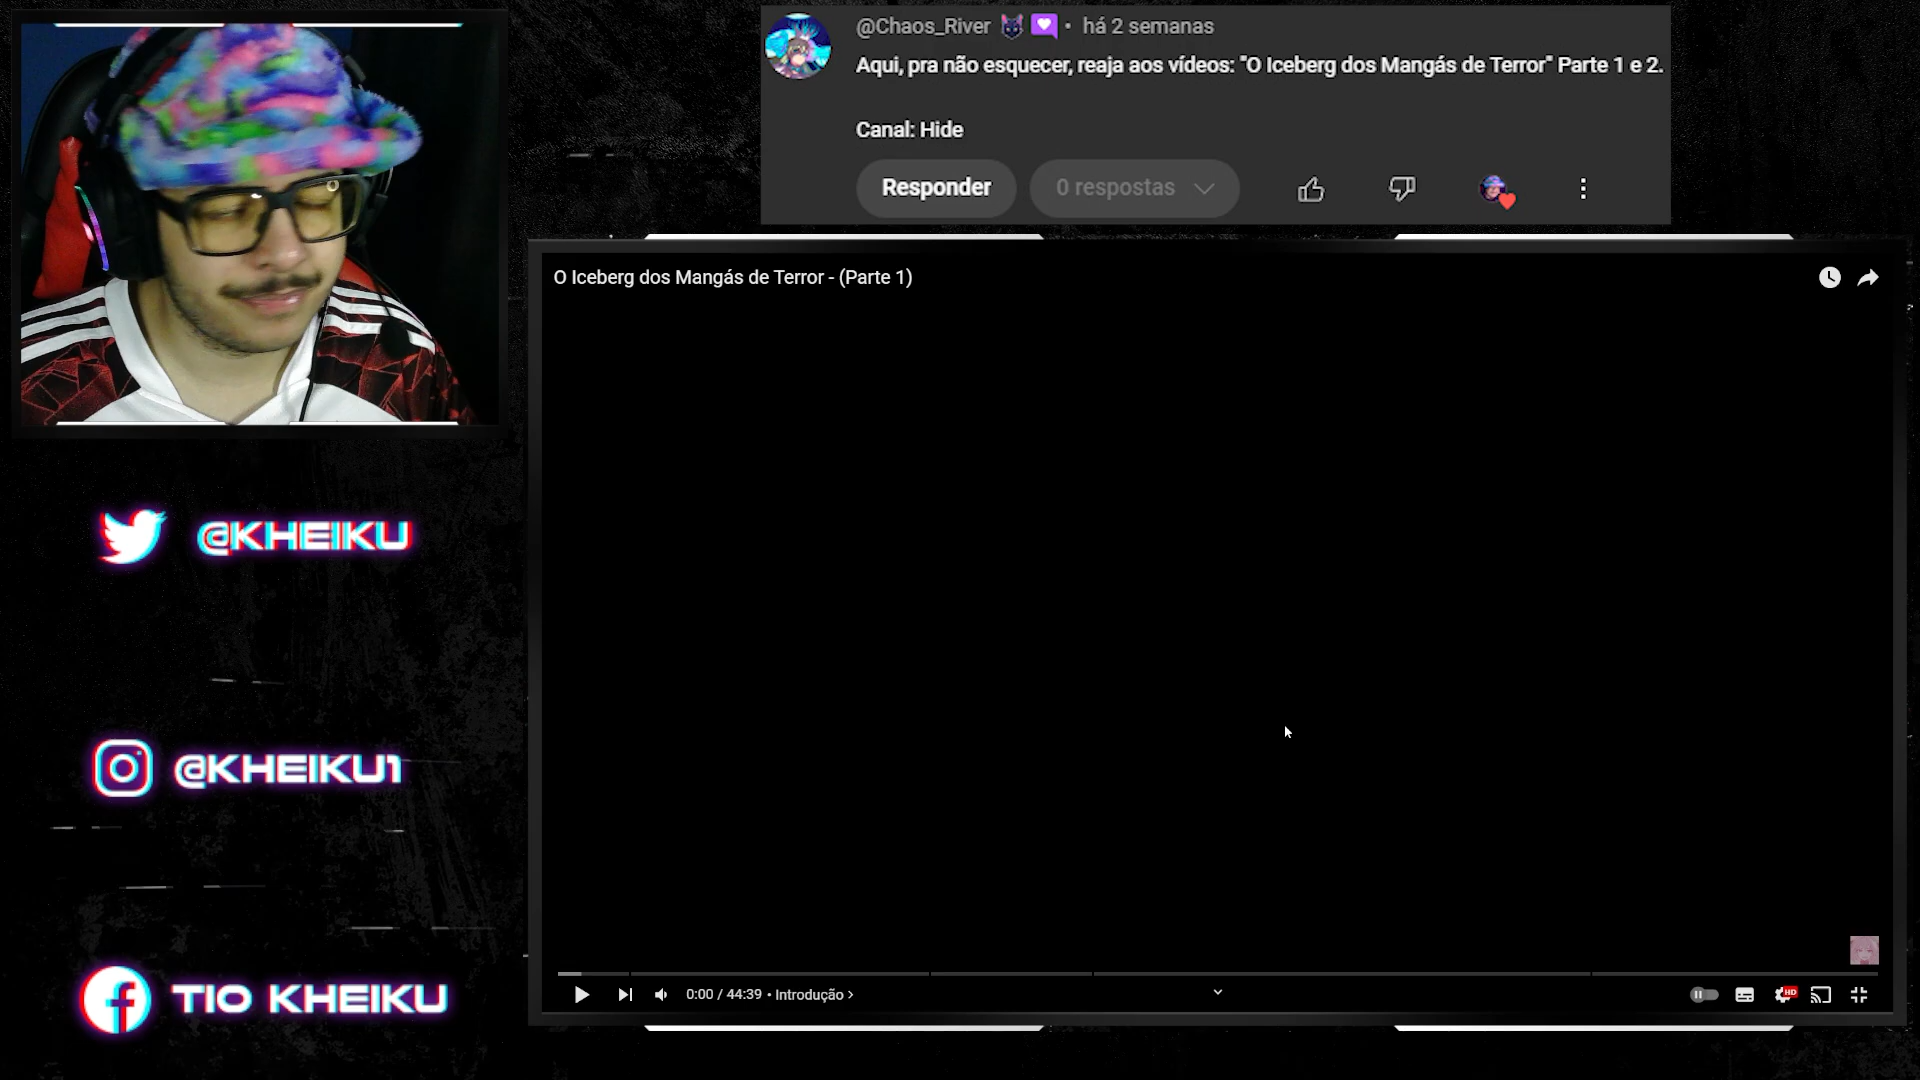 @Chaos_River • há 2 semanas
Aqui, pra não esquecer, reaja aos vídeos: "O Iceberg dos Mangás de Terror" Parte 1 e 2.
Canal: Hide
Responder
0 respostas
O Iceberg dos Mangás de Terror - (Parte 1)
@KHEIKU
@KHEIKU1
TIO KHEIKU
0:00 / 44:39 • Introdução ›
HD